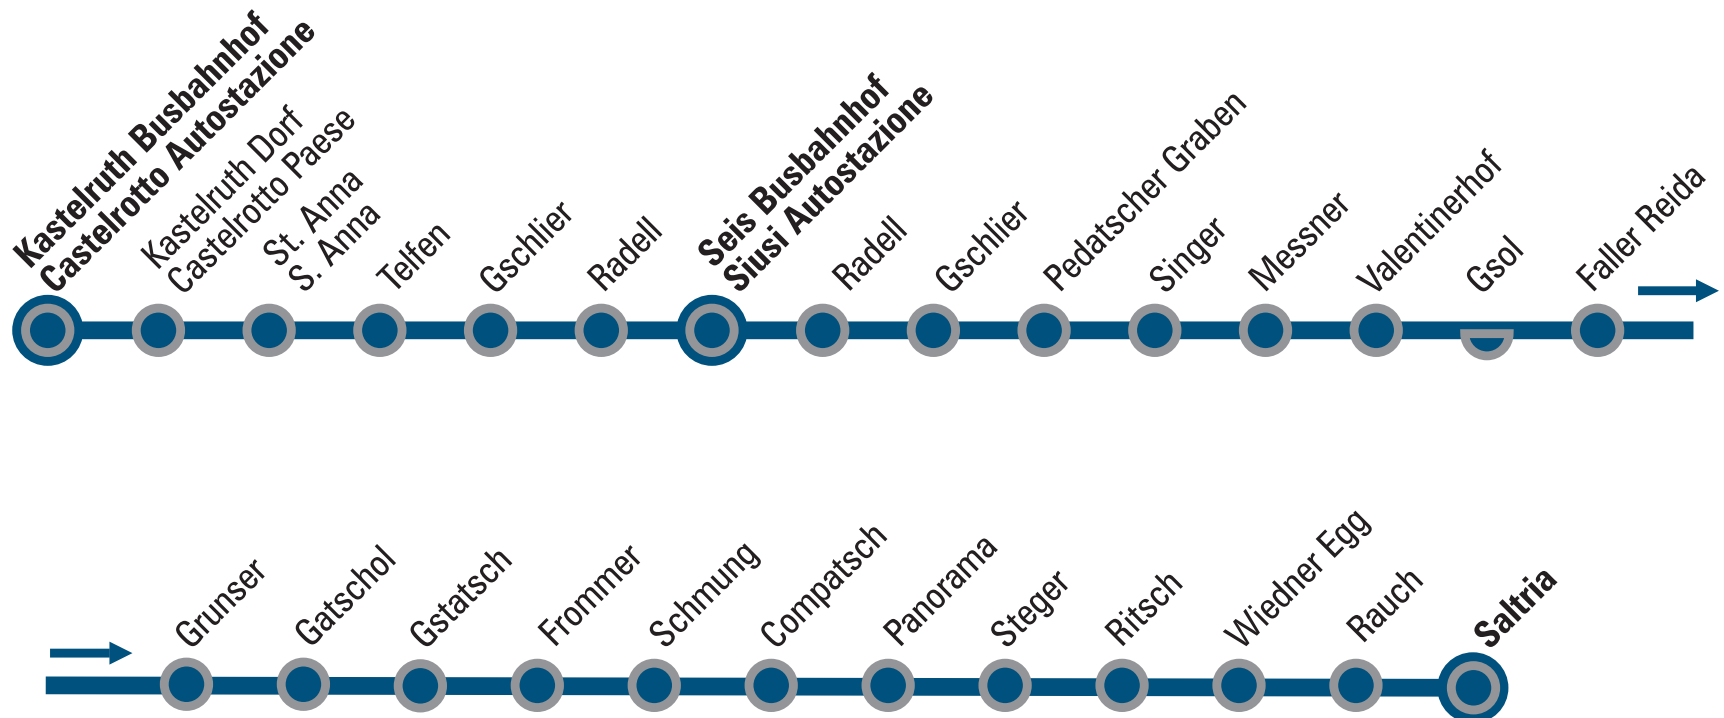 Kastelruth Busbahnhof
Castelrotto Autostazione
Kastelruth Dorf
Castelrotto Paese
St. Anna
S. Anna
Telfen
Gschlier
Radell
Seis Busbahnhof
Siusi Autostazione
Radell
Gschlier
Pedatscher Graben
Singer
Messner
Valentinerhof
Gsol
Faller Reida
Grunser
Gatschol
Gstatsch
Frommer
Schmung
Compatsch
Panorama
Steger
Ritsch
Wiedner Egg
Rauch
Saltria